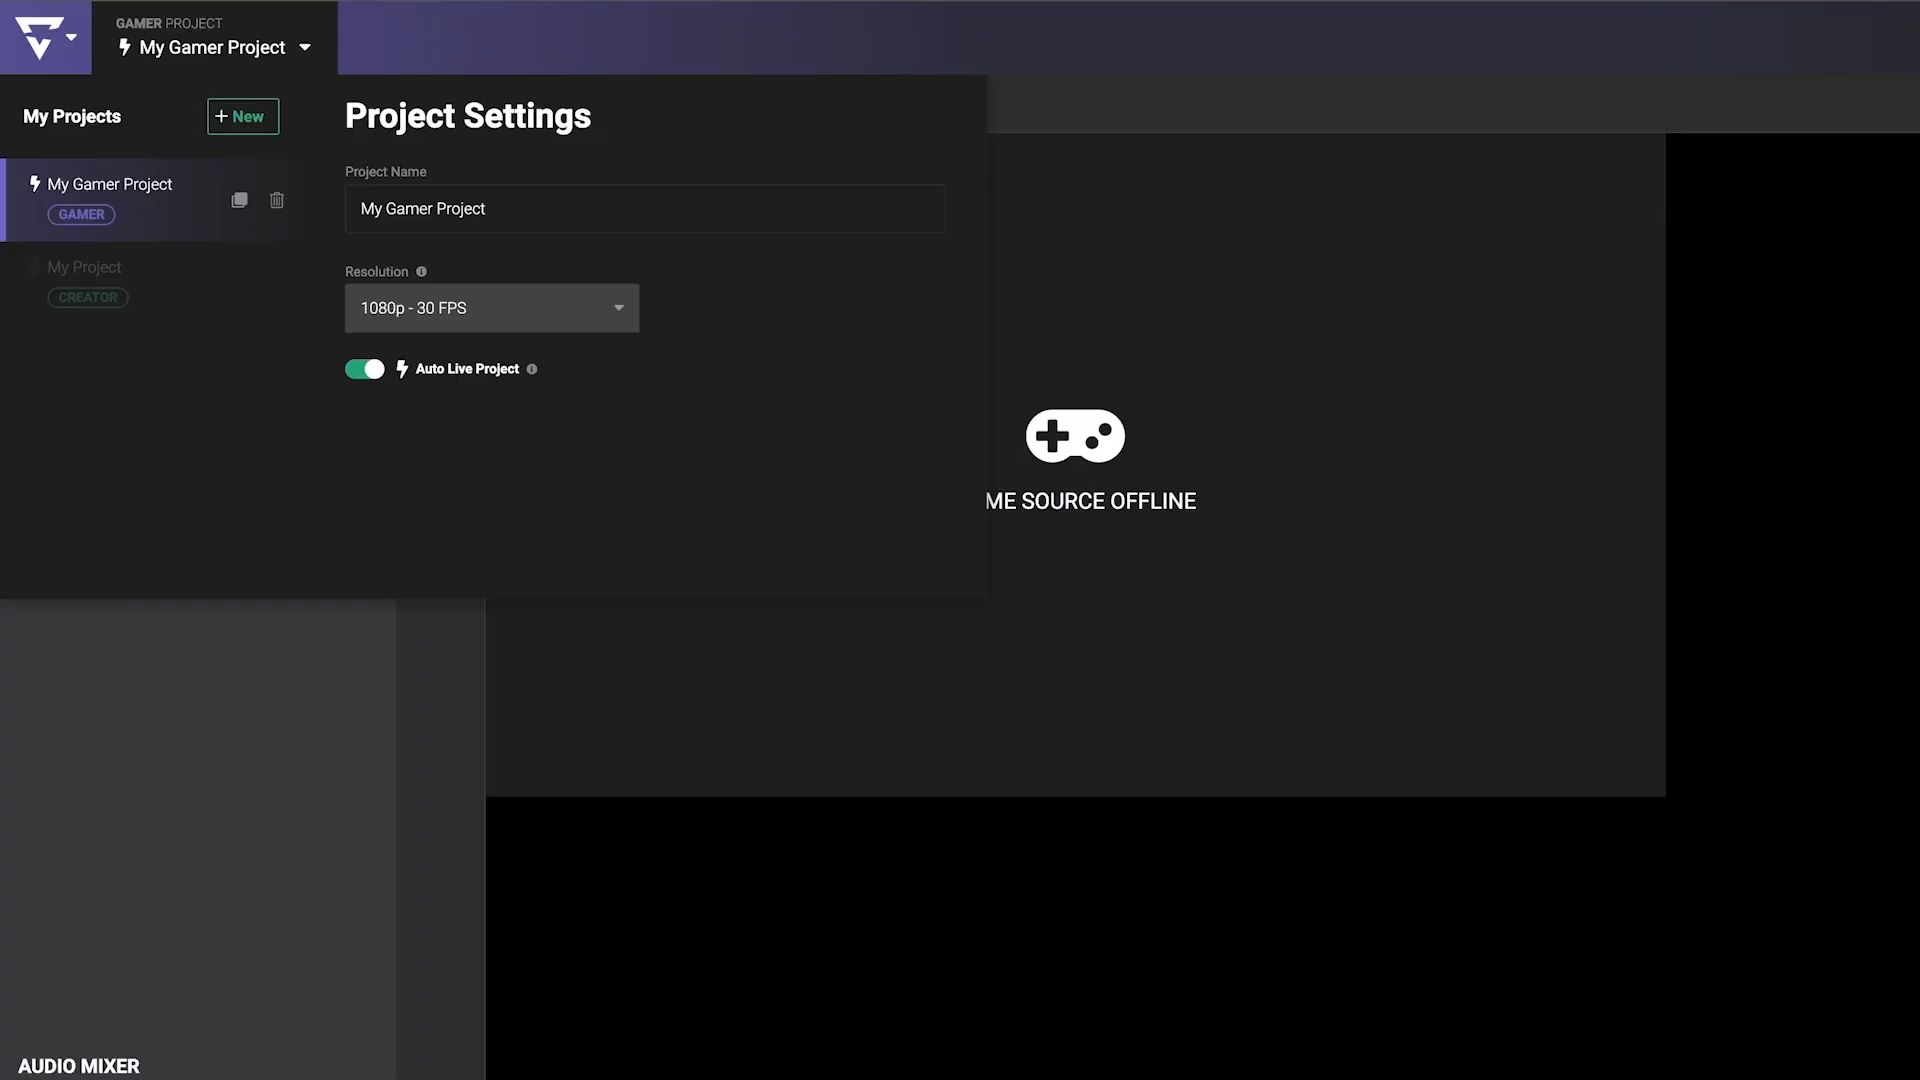 GAMER PROJECT
My Gamer Project
My Projects
+ New
My Gamer Project
GAMER
My Project
CREATOR
Project Settings
Project Name
My Gamer Project
Resolution
1080p - 30 FPS
Auto Live Project
ME SOURCE OFFLINE
AUDIO MIXER